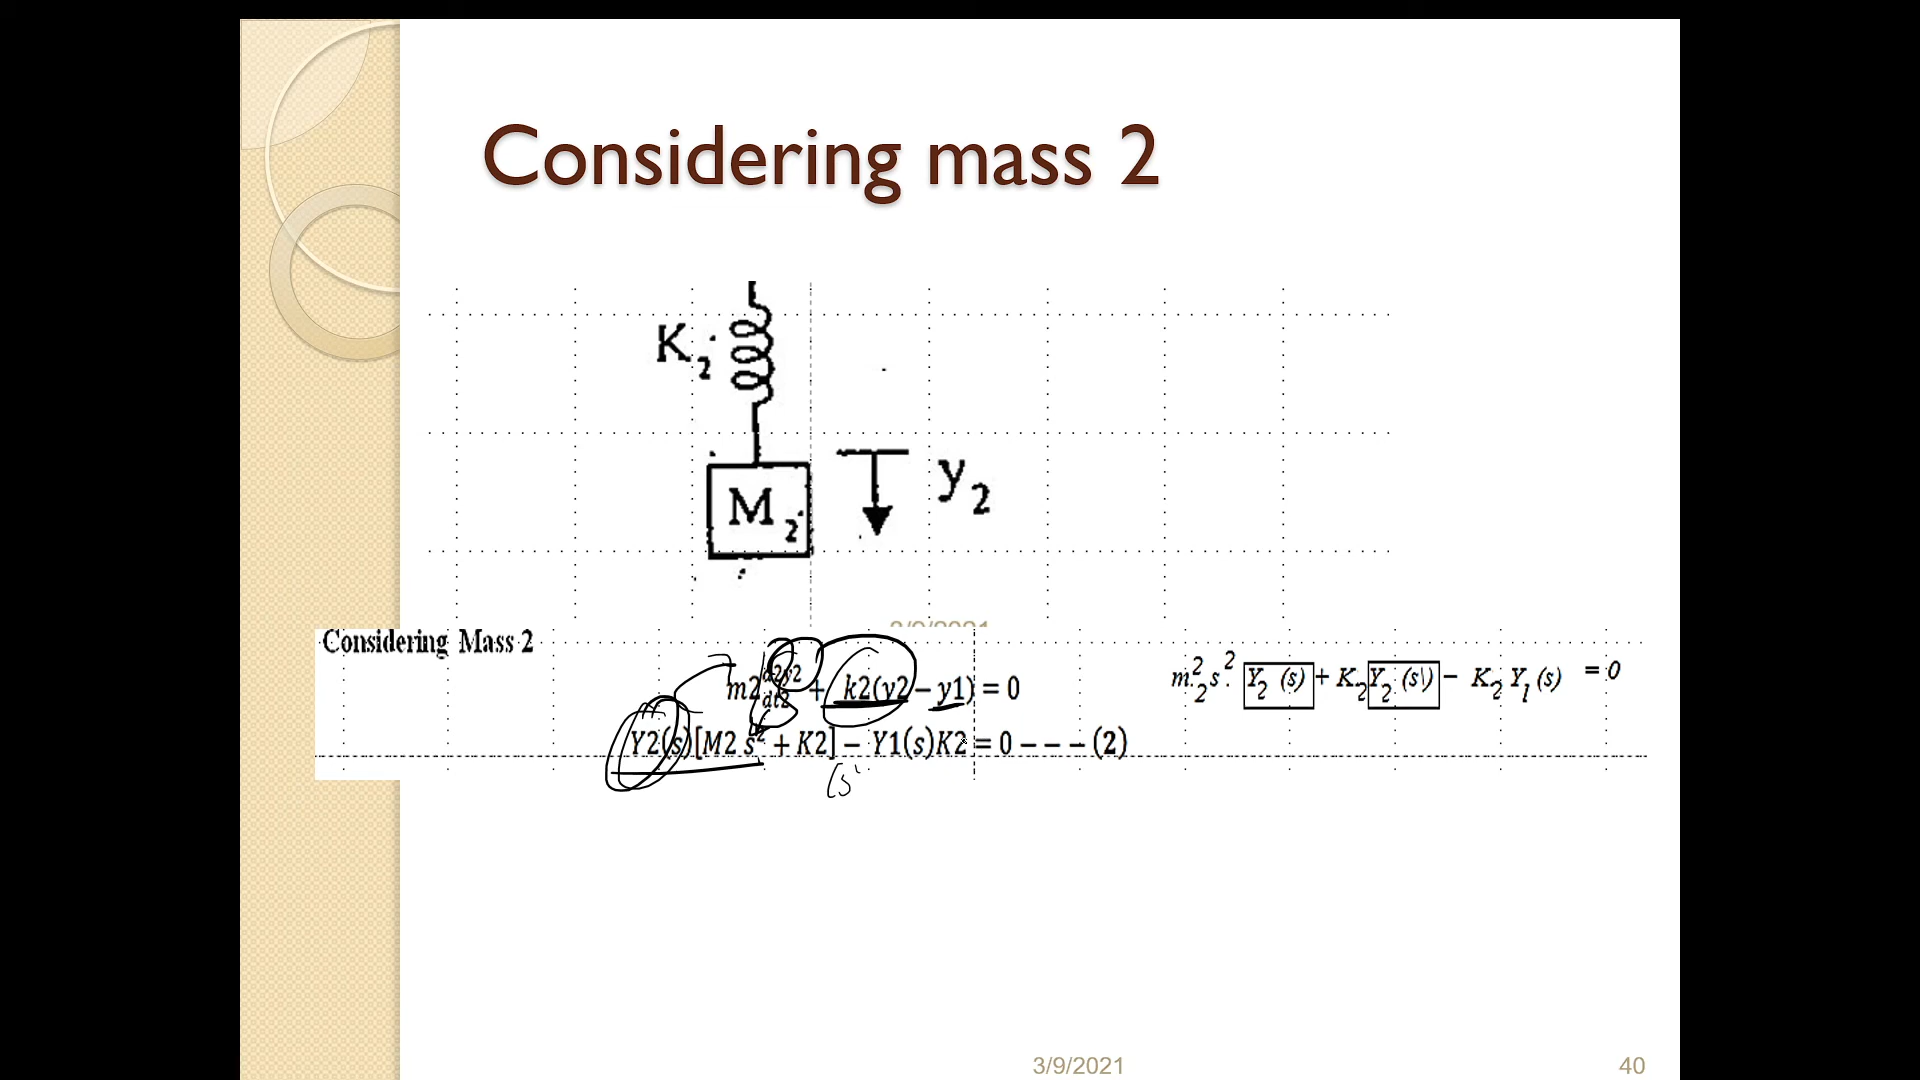 Considering mass 2
K2
M2
y2
Considering Mass 2
m2 d2y2/dt2 + k2(y2 – y1) = 0
m2 2 s2 Y2 (s) + K2 Y2 (s\) – K2 Y1 (s) = 0
Y2(s)[M2 s2 + K2] – Y1(s)K2 = 0 – – – (2)
(s'
3/9/2021
40